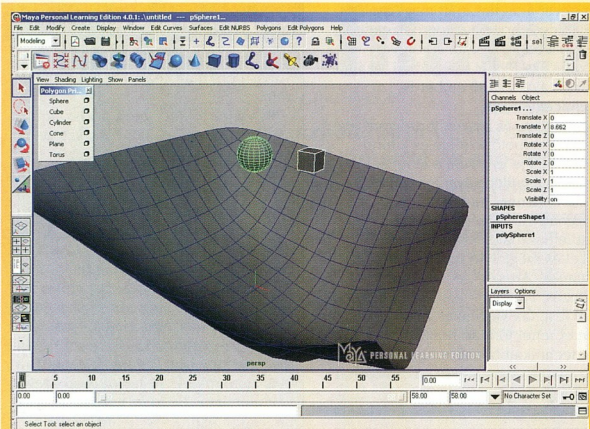 Maya Personal Learning Edition 4.0.1: .\untitled --- pSphere1...
File Edit Modify Create Display Window Edit Curves Surfaces Edit NURBS Polygons Edit Polygons Help
Modeling
sel
View Shading Lighting Show Panels
Polygon Pri...
Sphere
Cube
Cylinder
Cone
Plane
Torus
Channels Object
pSphere1 . . .
Translate X 0
Translate Y 8.662
Translate Z 0
Rotate X 0
Rotate Y 0
Rotate Z 0
Scale X 1
Scale Y 1
Scale Z 1
Visibility on
SHAPES
pSphereShape1
INPUTS
polySphere1
Layers Options
Display
MAYA PERSONAL LEARNING EDITION
persp
5 10 15 20 25 30 35 40 45 50 55
0.00
0.00 0.00 58.00 58.00 No Character Set
Select Tool: select an object